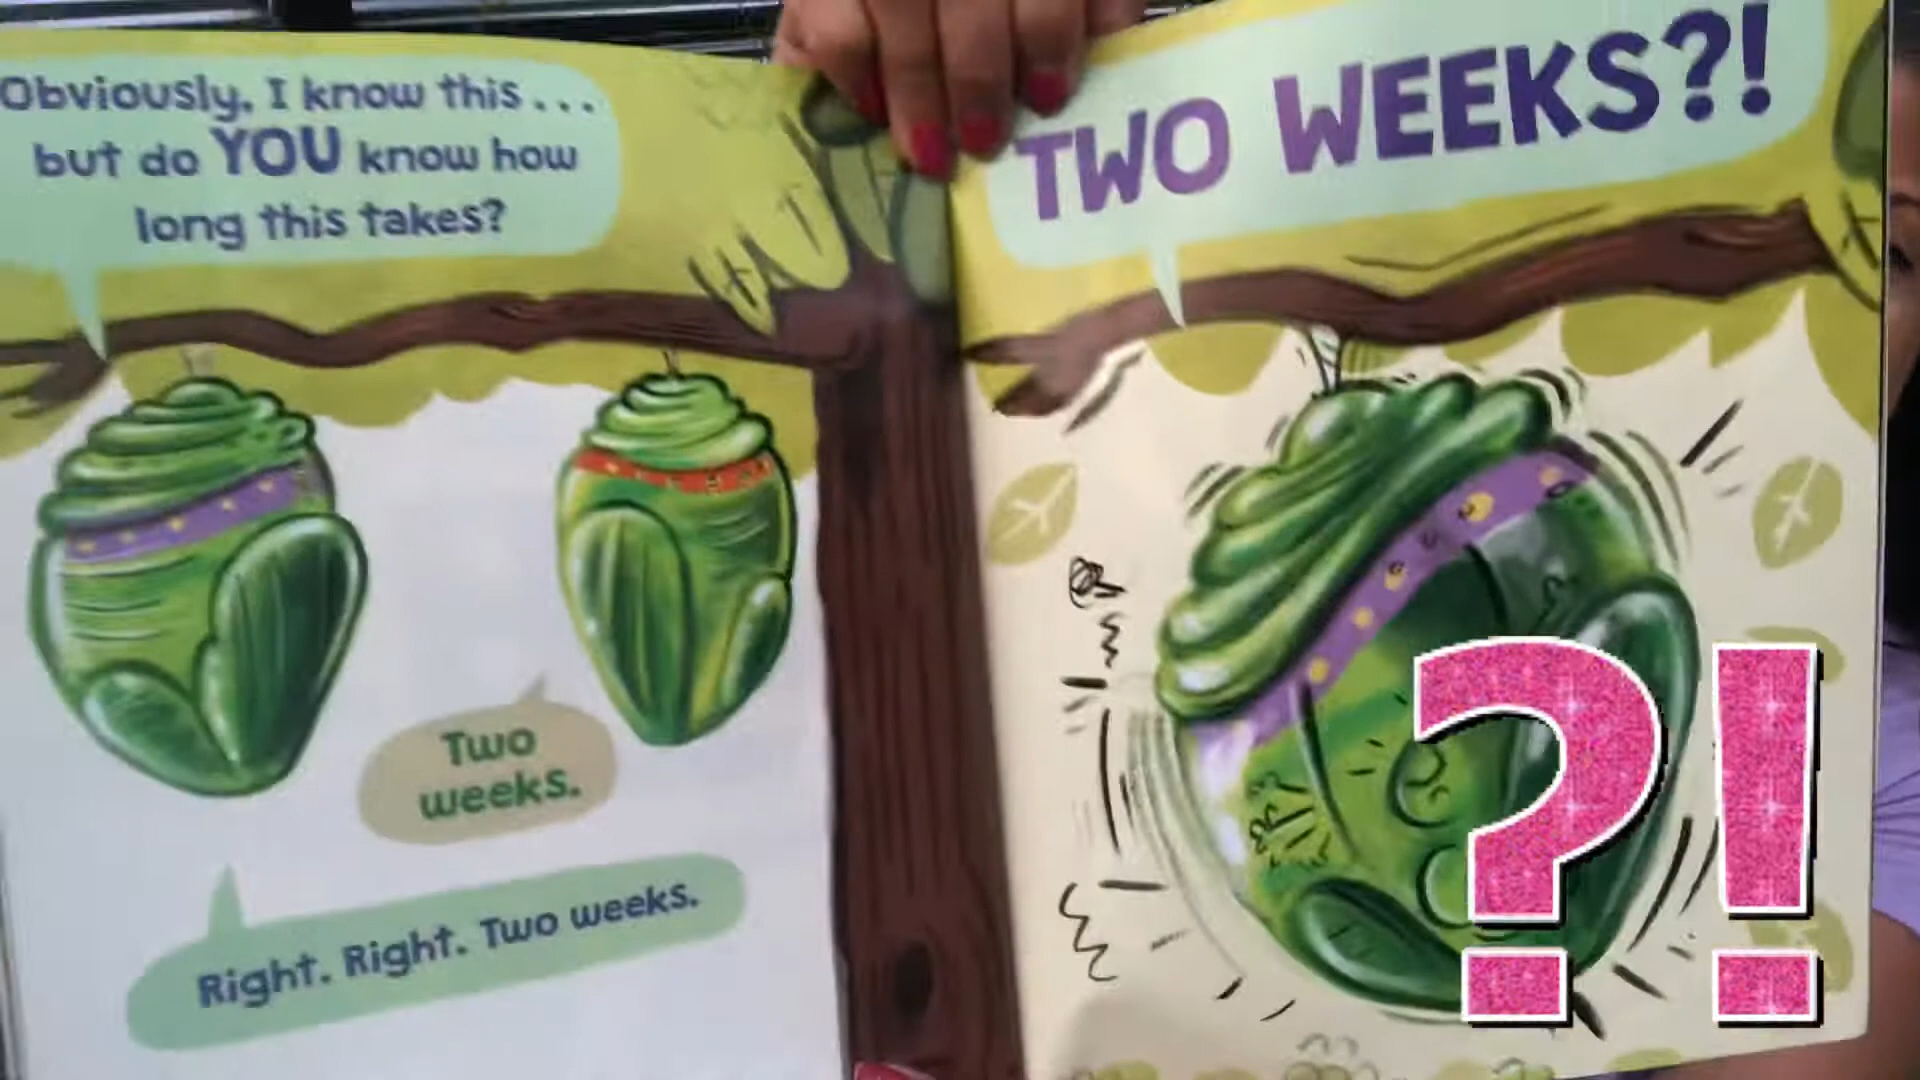 Obviously, I know this...
but do YOU know how
long this takes?
Two
weeks.
Right. Right. Two weeks.
TWO WEEKS?!
?!